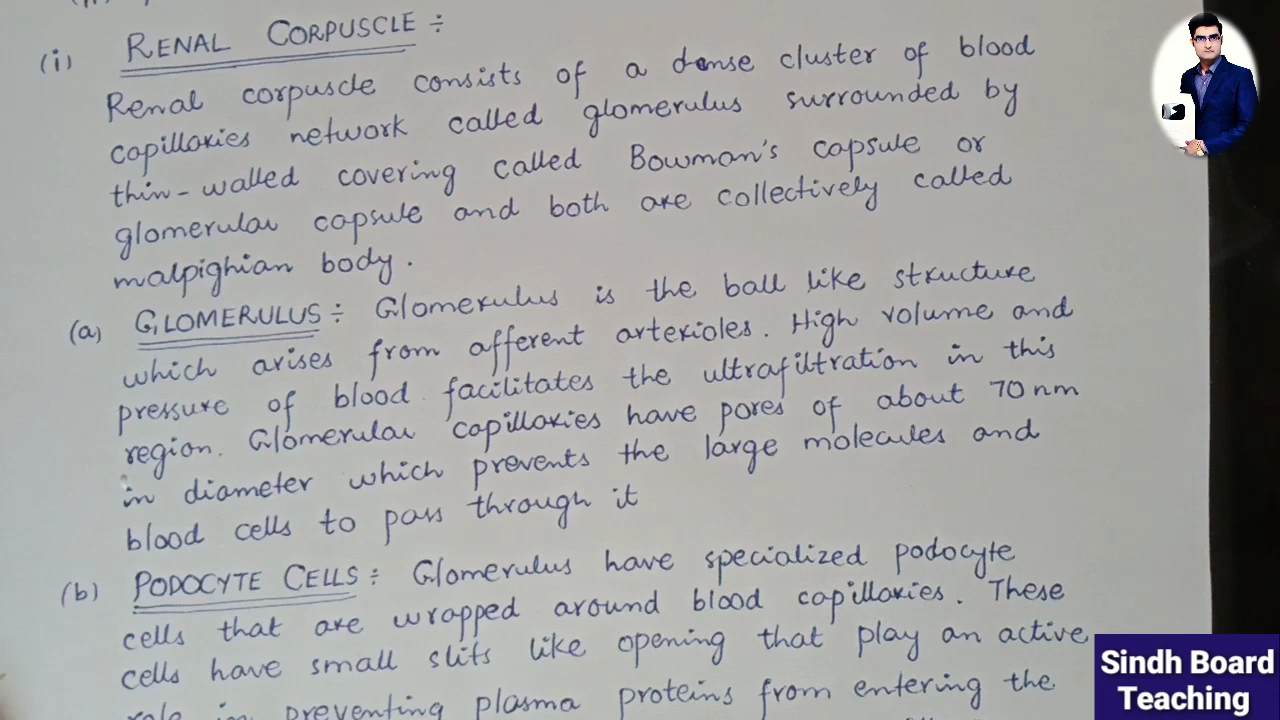 (i) RENAL CORPUSCLE ÷
Renal corpuscle consists of a dense cluster of blood
capillaries network called glomerulus surrounded by
thin-walled covering called Bowman's capsule or
glomerular capsule and both are collectively called
malpighian body.
(a) GLOMERULUS ÷ Glomerulus is the ball like structure
which arises from afferent arterioles. High volume and
pressure of blood facilitates the ultrafiltration in this
region. Glomerular capillaries have pores of about 70 nm
in diameter which prevents the large molecules and
blood cells to pass through it
(b) PODOCYTE CELLS ÷ Glomerulus have specialized podocyte
cells that are wrapped around blood capillaries. These
cells have small slits like opening that play an active
role in preventing plasma proteins from entering the
Sindh Board
Teaching